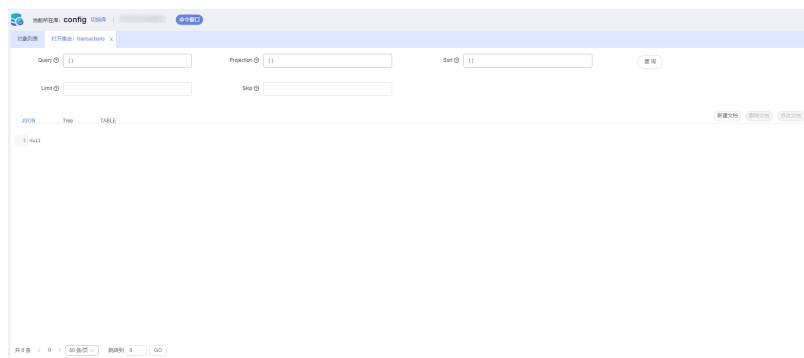 当前所在库: config 切换库 | 命令窗口
对象列表 打开集合: transactions ×
Query {} Projection {} Sort {} 查 询
Limit Skip
JSON Tree TABLE 新建文档 删除文档 修改文档
1 null
共 0 条 < 0 > 50 条/页 跳转到 0 GO